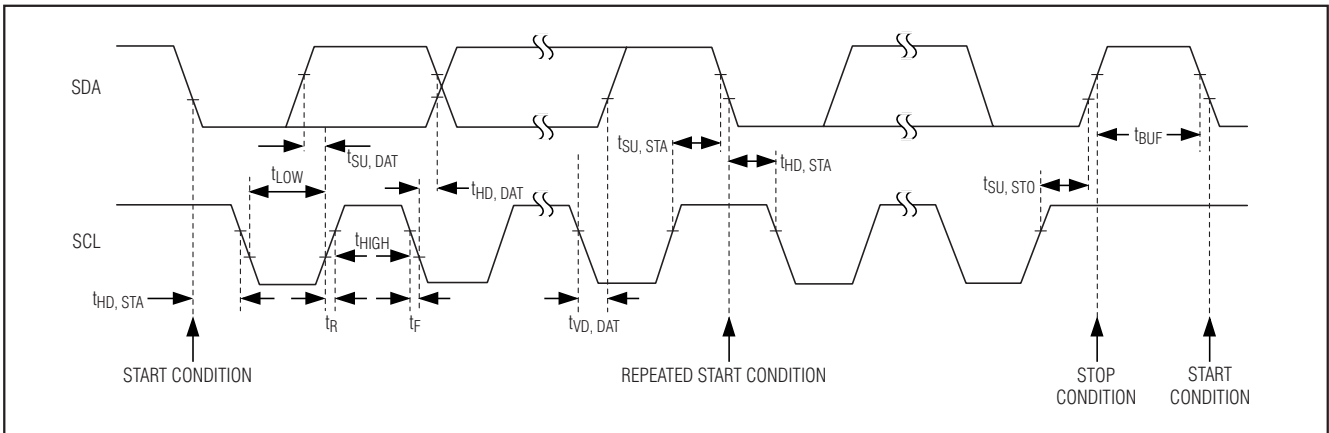 SDA
tSU, DAT
tLOW
tHD, DAT
tSU, STA
tHD, STA
tBUF
tSU, STO
SCL
tHIGH
tHD, STA
tR
tF
tVD, DAT
START CONDITION
REPEATED START CONDITION
STOP
CONDITION
START
CONDITION